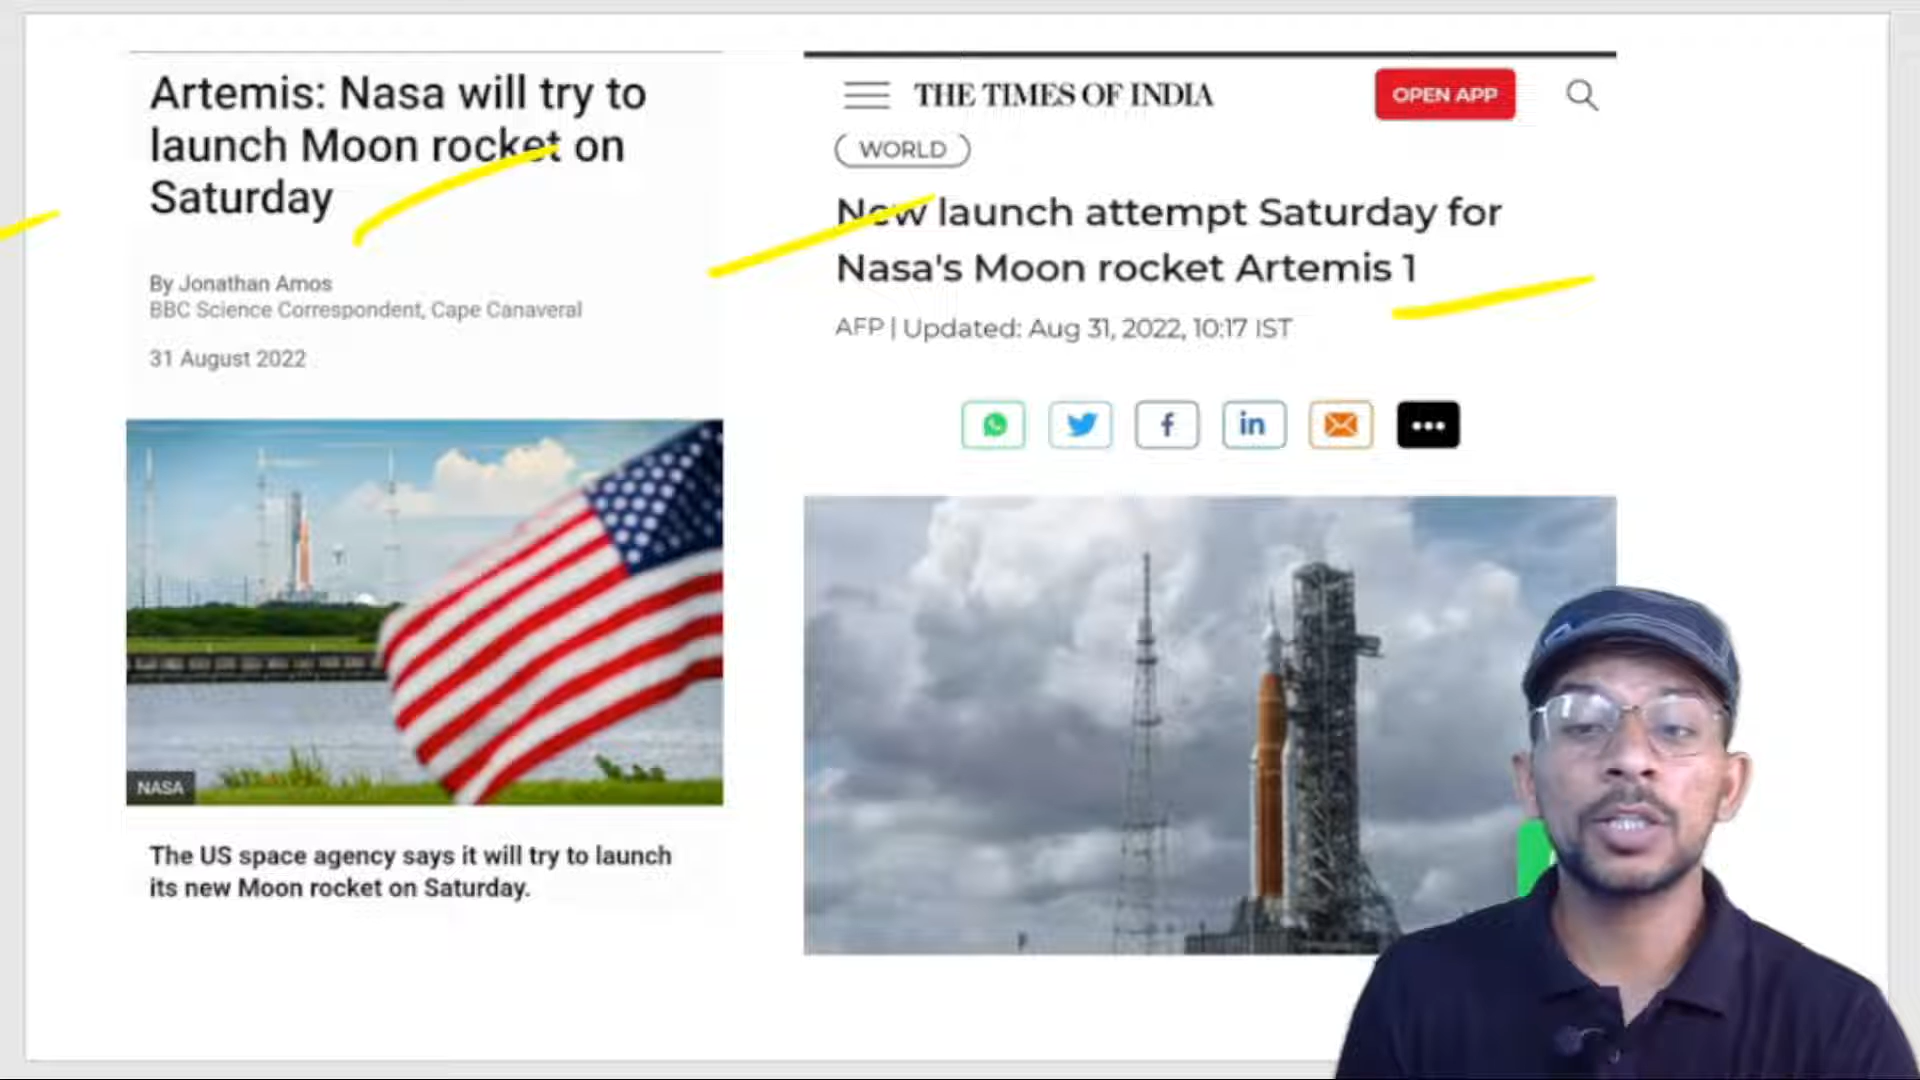 Artemis: Nasa will try to
launch Moon rocket on
Saturday
By Jonathan Amos
BBC Science Correspondent, Cape Canaveral
31 August 2022
NASA
The US space agency says it will try to launch
its new Moon rocket on Saturday.
THE TIMES OF INDIA
OPEN APP
WORLD
New launch attempt Saturday for
Nasa's Moon rocket Artemis 1
AFP | Updated: Aug 31, 2022, 10:17 IST
f
in